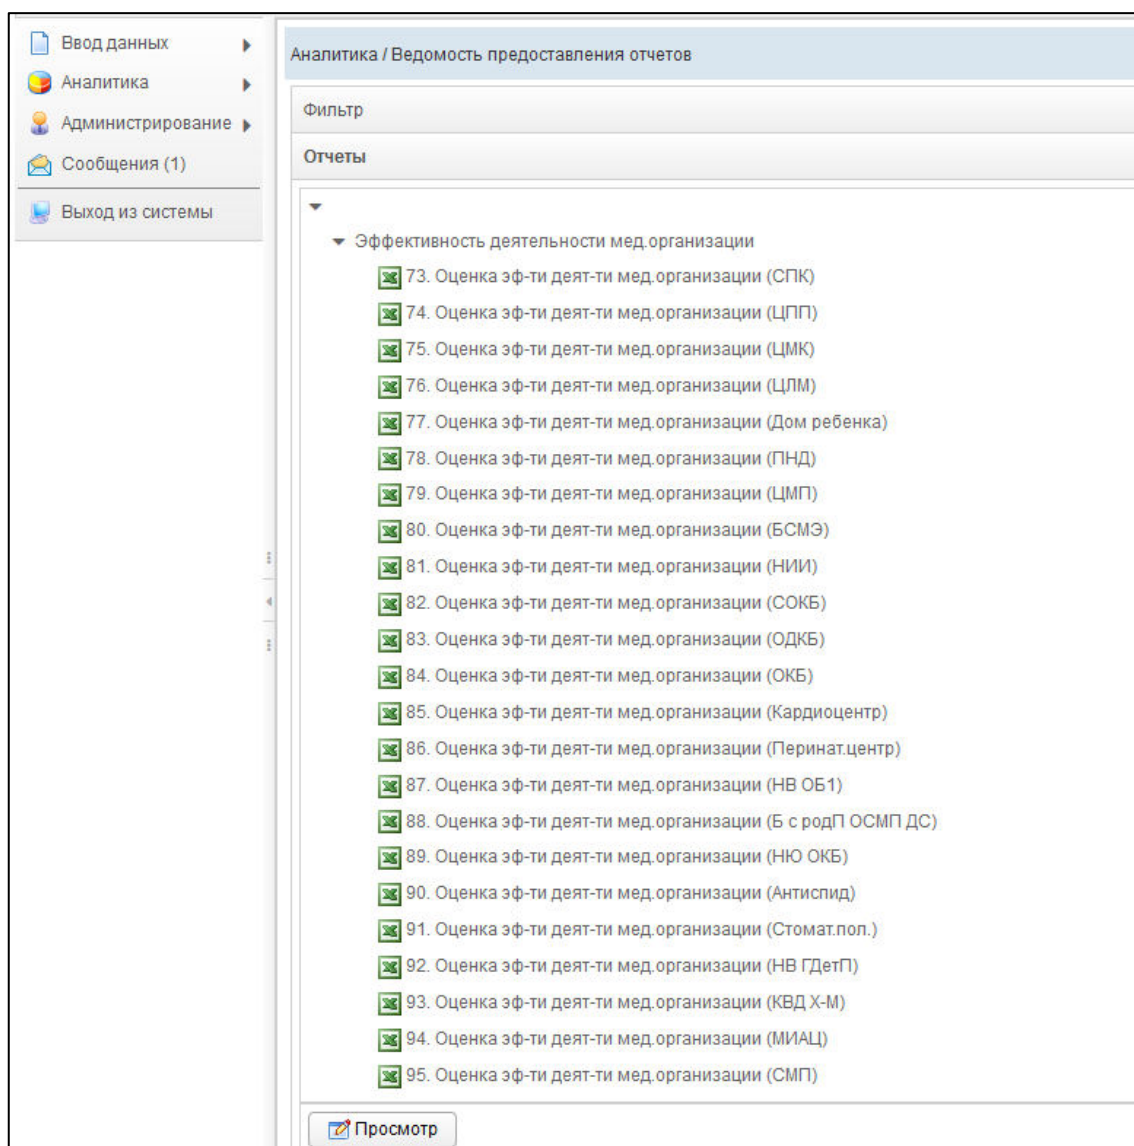 Ввод данных
Аналитика
Администрирование
Сообщения (1)
Выход из системы
Аналитика / Ведомость предоставления отчетов
Фильтр
Отчеты
Эффективность деятельности мед.организации
73. Оценка эф-ти деят-ти мед.организации (СПК)
74. Оценка эф-ти деят-ти мед.организации (ЦПП)
75. Оценка эф-ти деят-ти мед.организации (ЦМК)
76. Оценка эф-ти деят-ти мед.организации (ЦЛМ)
77. Оценка эф-ти деят-ти мед.организации (Дом ребенка)
78. Оценка эф-ти деят-ти мед.организации (ПНД)
79. Оценка эф-ти деят-ти мед.организации (ЦМП)
80. Оценка эф-ти деят-ти мед.организации (БСМЭ)
81. Оценка эф-ти деят-ти мед.организации (НИИ)
82. Оценка эф-ти деят-ти мед.организации (СОКБ)
83. Оценка эф-ти деят-ти мед.организации (ОДКБ)
84. Оценка эф-ти деят-ти мед.организации (ОКБ)
85. Оценка эф-ти деят-ти мед.организации (Кардиоцентр)
86. Оценка эф-ти деят-ти мед.организации (Перинат.центр)
87. Оценка эф-ти деят-ти мед.организации (НВ ОБ1)
88. Оценка эф-ти деят-ти мед.организации (Б с родП ОСМП ДС)
89. Оценка эф-ти деят-ти мед.организации (НЮ ОКБ)
90. Оценка эф-ти деят-ти мед.организации (Антиспид)
91. Оценка эф-ти деят-ти мед.организации (Стомат.пол.)
92. Оценка эф-ти деят-ти мед.организации (НВ ГДетП)
93. Оценка эф-ти деят-ти мед.организации (КВД Х-М)
94. Оценка эф-ти деят-ти мед.организации (МИАЦ)
95. Оценка эф-ти деят-ти мед.организации (СМП)
Просмотр